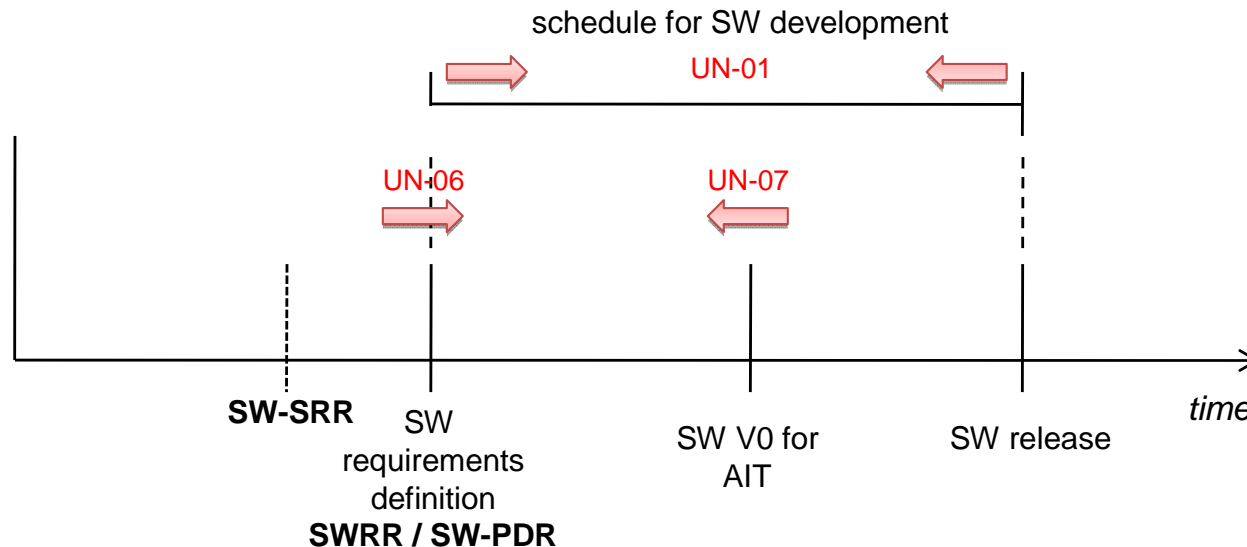 schedule for SW development
UN-01
UN-06
UN-07
SW-SRR
SW
requirements
definition
SWRR / SW-PDR
SW V0 for
AIT
SW release
time